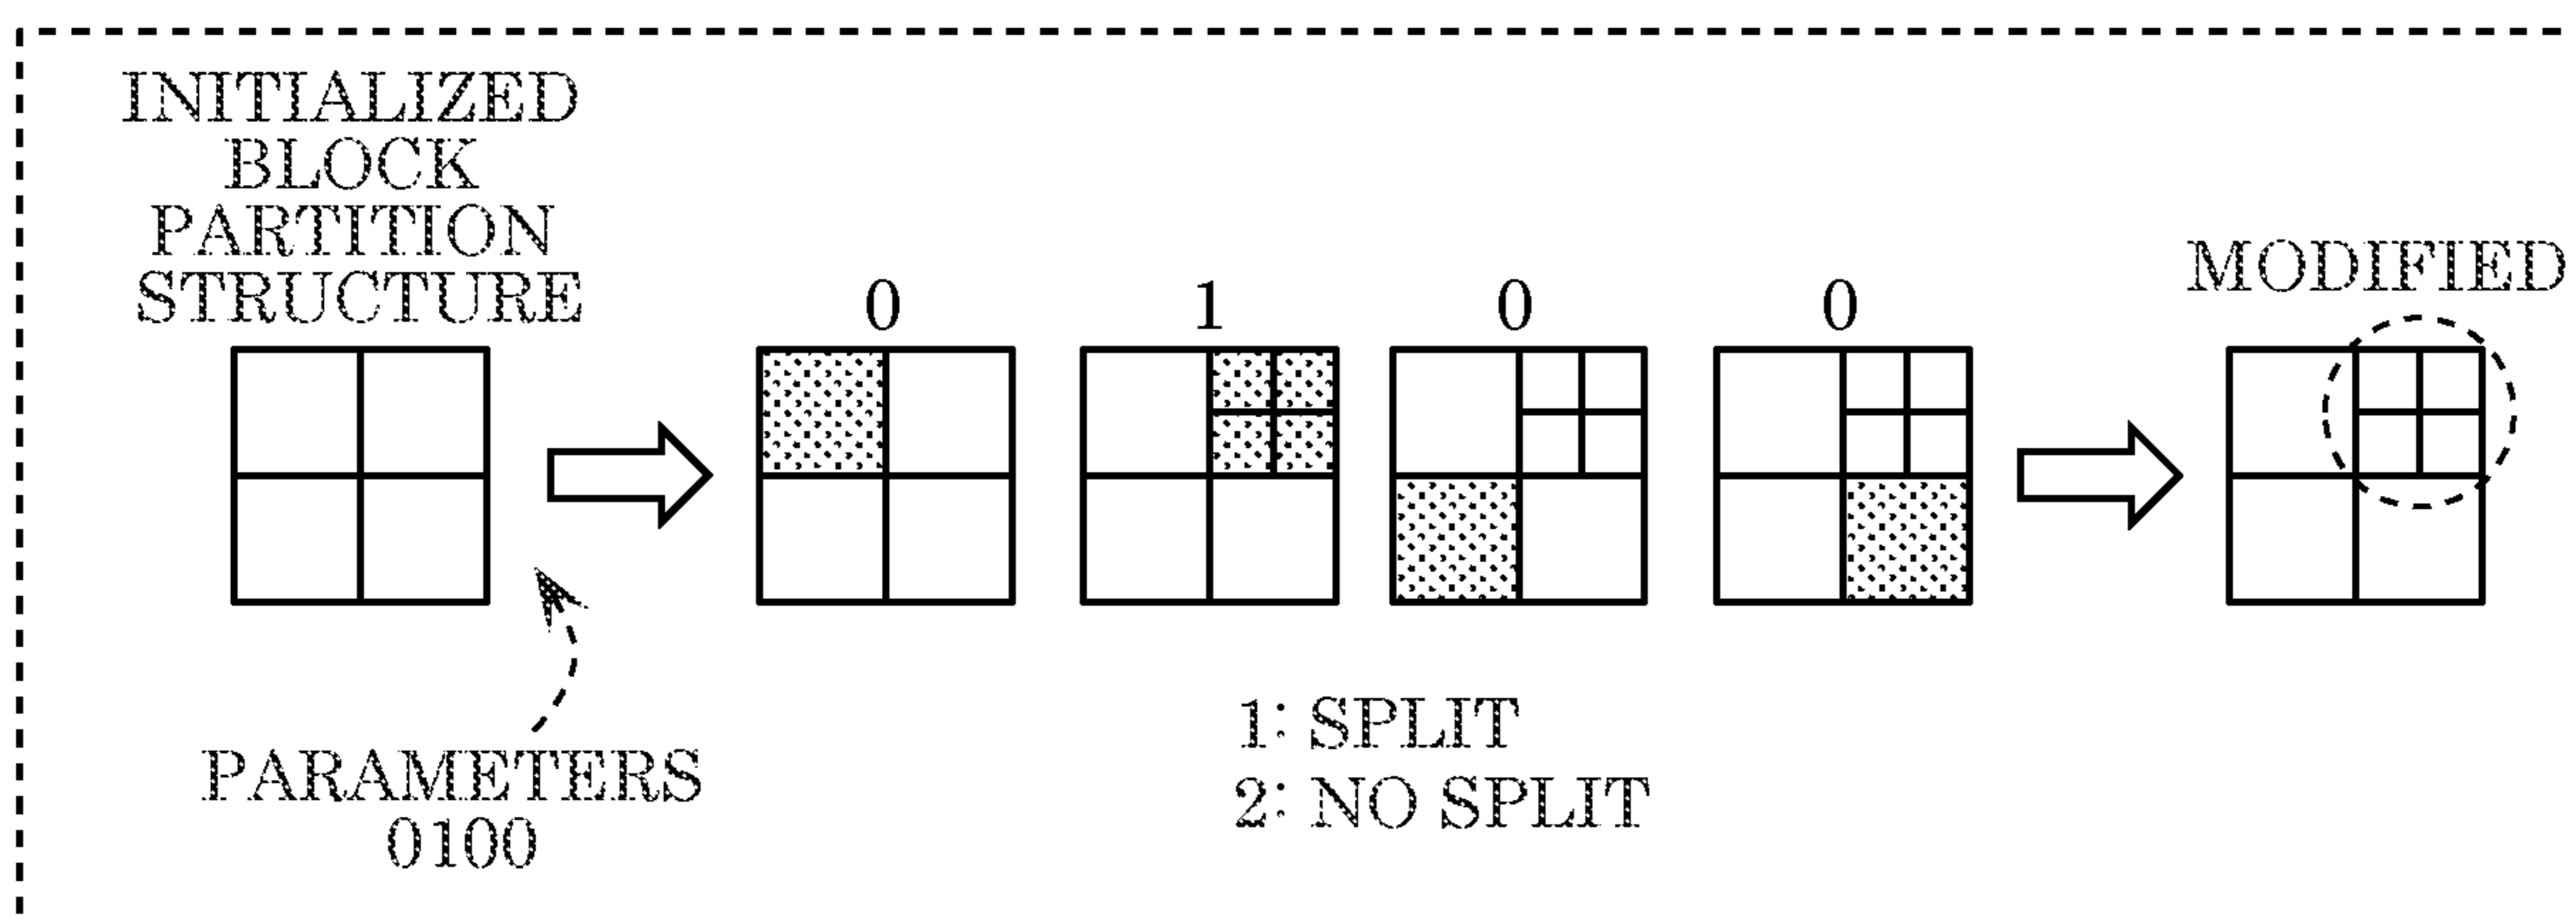 INITIALIZED
BLOCK
PARTITION
STRUCTURE
0
1
0
0
MODIFIED
PARAMETERS
0100
1: SPLIT
2: NO SPLIT